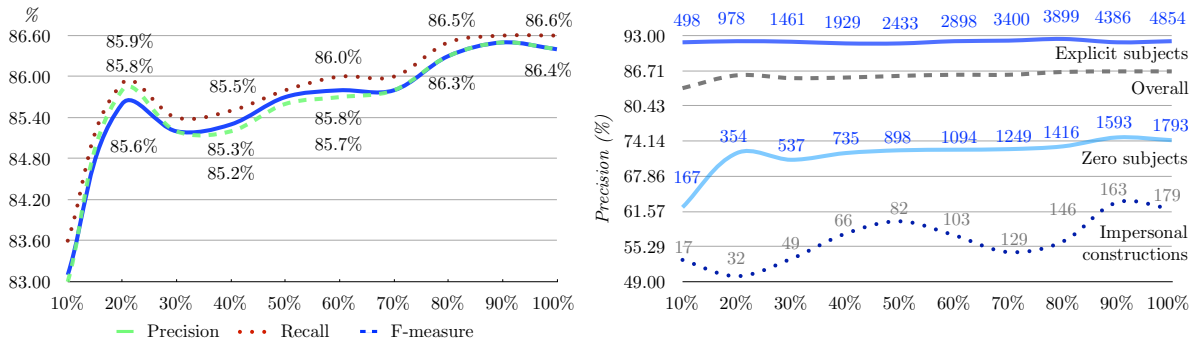 %
86.60
86.00
85.40
84.80
84.20
83.60
83.00
85.9%
85.8%
85.6%
85.5%
85.3%
85.2%
86.0%
85.8%
85.7%
86.5%
86.3%
86.6%
86.4%
10% 20% 30% 40% 50% 60% 70% 80% 90% 100%
Precision Recall F-measure
Precision (%)
93.00
86.71
80.43
74.14
67.86
61.57
55.29
49.00
498 978 1461 1929 2433 2898 3400 3899 4386 4854
Explicit subjects
Overall
167 354 537 735 898 1094 1249 1416 1593 1793
Zero subjects
17 32 49 66 82 103 129 146 163 179
Impersonal
constructions
10% 20% 30% 40% 50% 60% 70% 80% 90% 100%